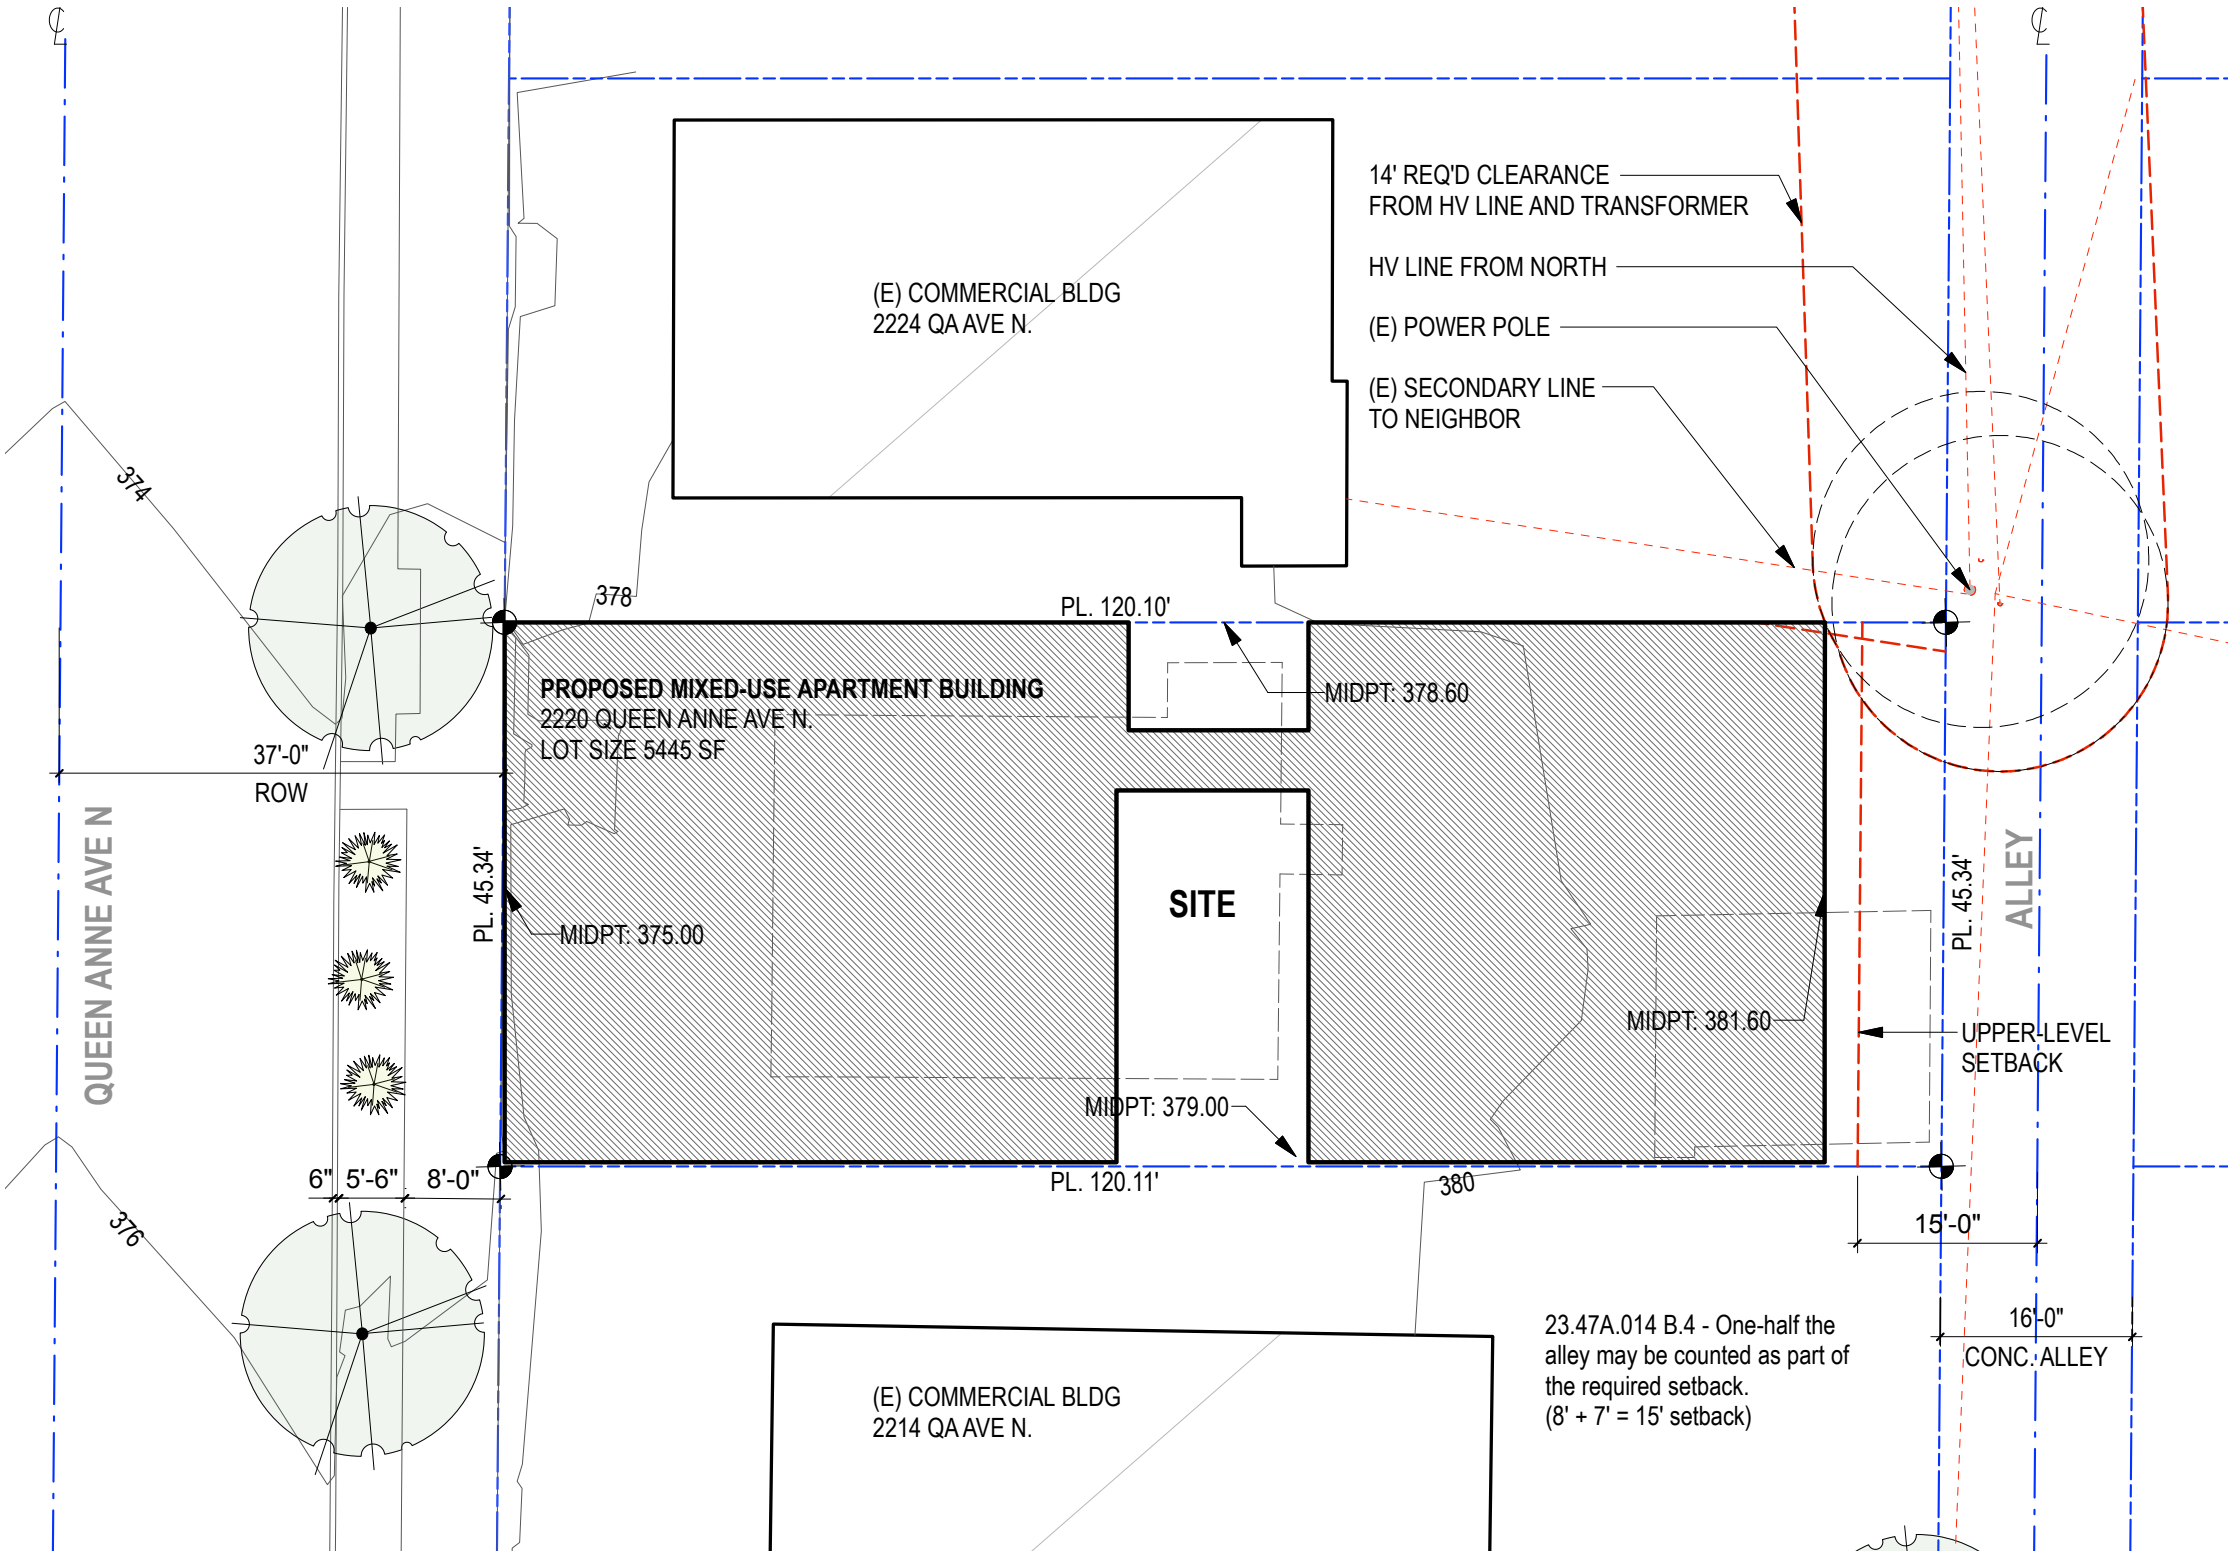 ℄
℄
14' REQ'D CLEARANCE
FROM HV LINE AND TRANSFORMER
HV LINE FROM NORTH
(E) COMMERCIAL BLDG
2224 QA AVE N.
(E) POWER POLE
(E) SECONDARY LINE
TO NEIGHBOR
374
378
PL. 120.10'
PROPOSED MIXED-USE APARTMENT BUILDING
2220 QUEEN ANNE AVE N.
LOT SIZE 5445 SF
MIDPT: 378.60
37'-0"
ROW
QUEEN ANNE AVE N
PL. 45.34'
MIDPT: 375.00
SITE
PL. 45.34'
ALLEY
MIDPT: 381.60
UPPER-LEVEL
SETBACK
MIDPT: 379.00
6"
5'-6"
8'-0"
PL. 120.11'
380
376
15'-0"
16'-0"
CONC. ALLEY
23.47A.014 B.4 - One-half the
alley may be counted as part of
the required setback.
(8' + 7' = 15' setback)
(E) COMMERCIAL BLDG
2214 QA AVE N.